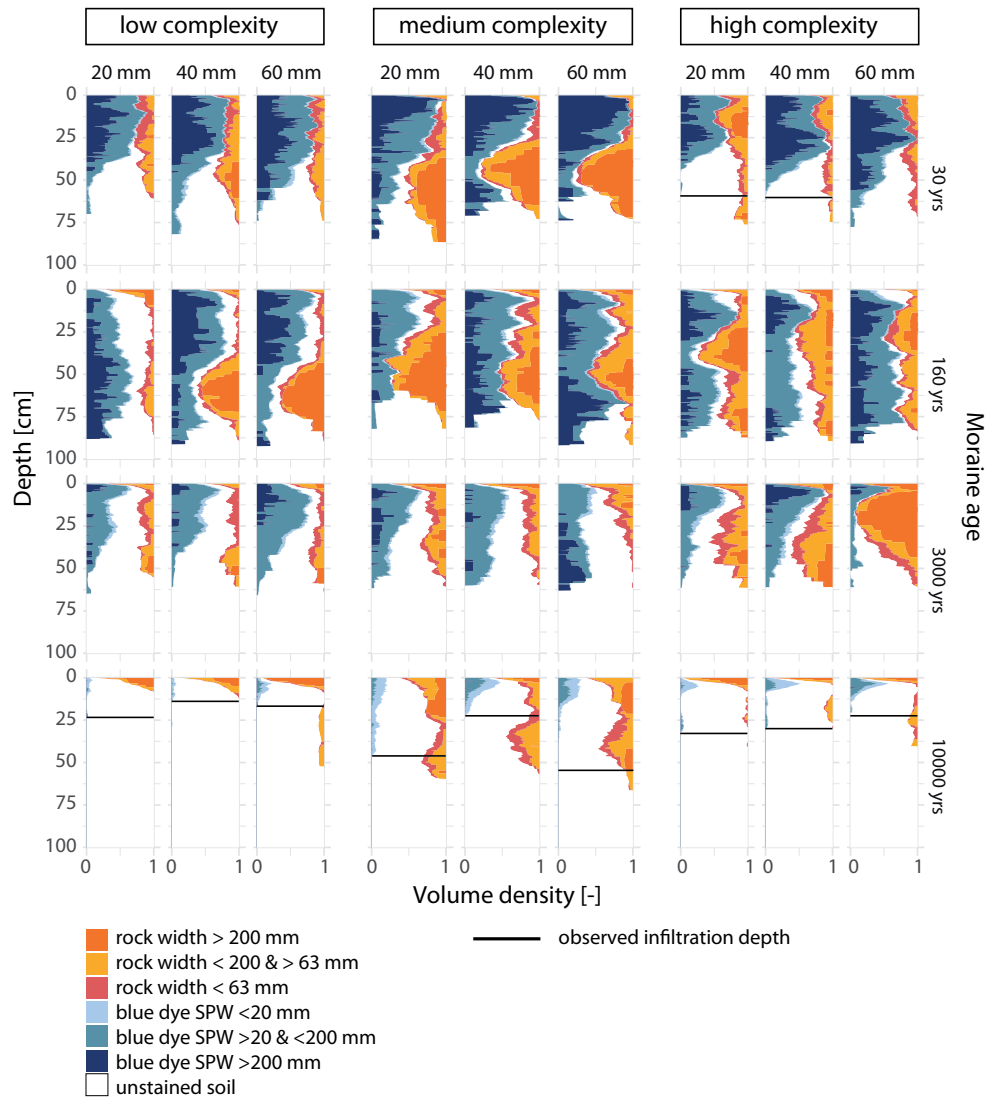 low complexity medium complexity high complexity
20 mm 40 mm 60 mm 20 mm 40 mm 60 mm 20 mm 40 mm 60 mm
0
25
50
75
100
30 yrs
0
25
50
75
100
160 yrs
0
25
50
75
100
3000 yrs
0
25
50
75
100
10000 yrs
Depth [cm]
Moraine age
0 1 0 1 0 1 0 1 0 1 0 1 0 1 0 1 0 1
Volume density [-]
rock width > 200 mm
rock width < 200 & > 63 mm
rock width < 63 mm
blue dye SPW <20 mm
blue dye SPW >20 & <200 mm
blue dye SPW >200 mm
unstained soil
observed infiltration depth